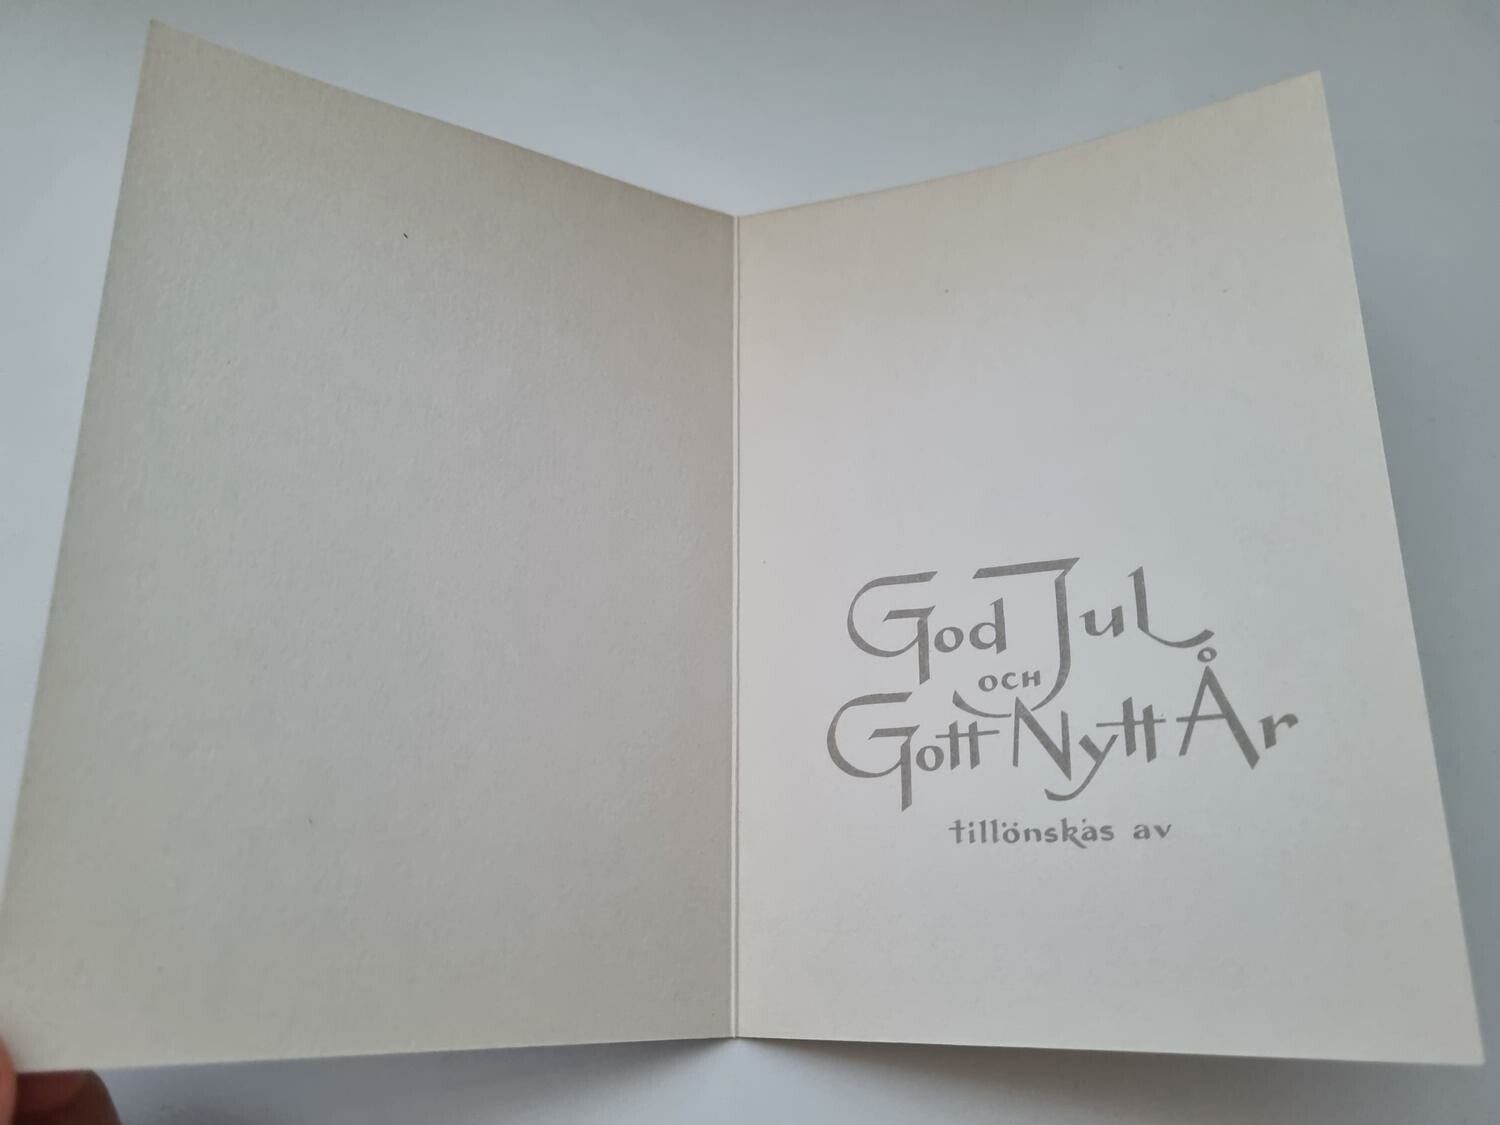 God Jul
OCH
Gott Nytt År
tillönskas av